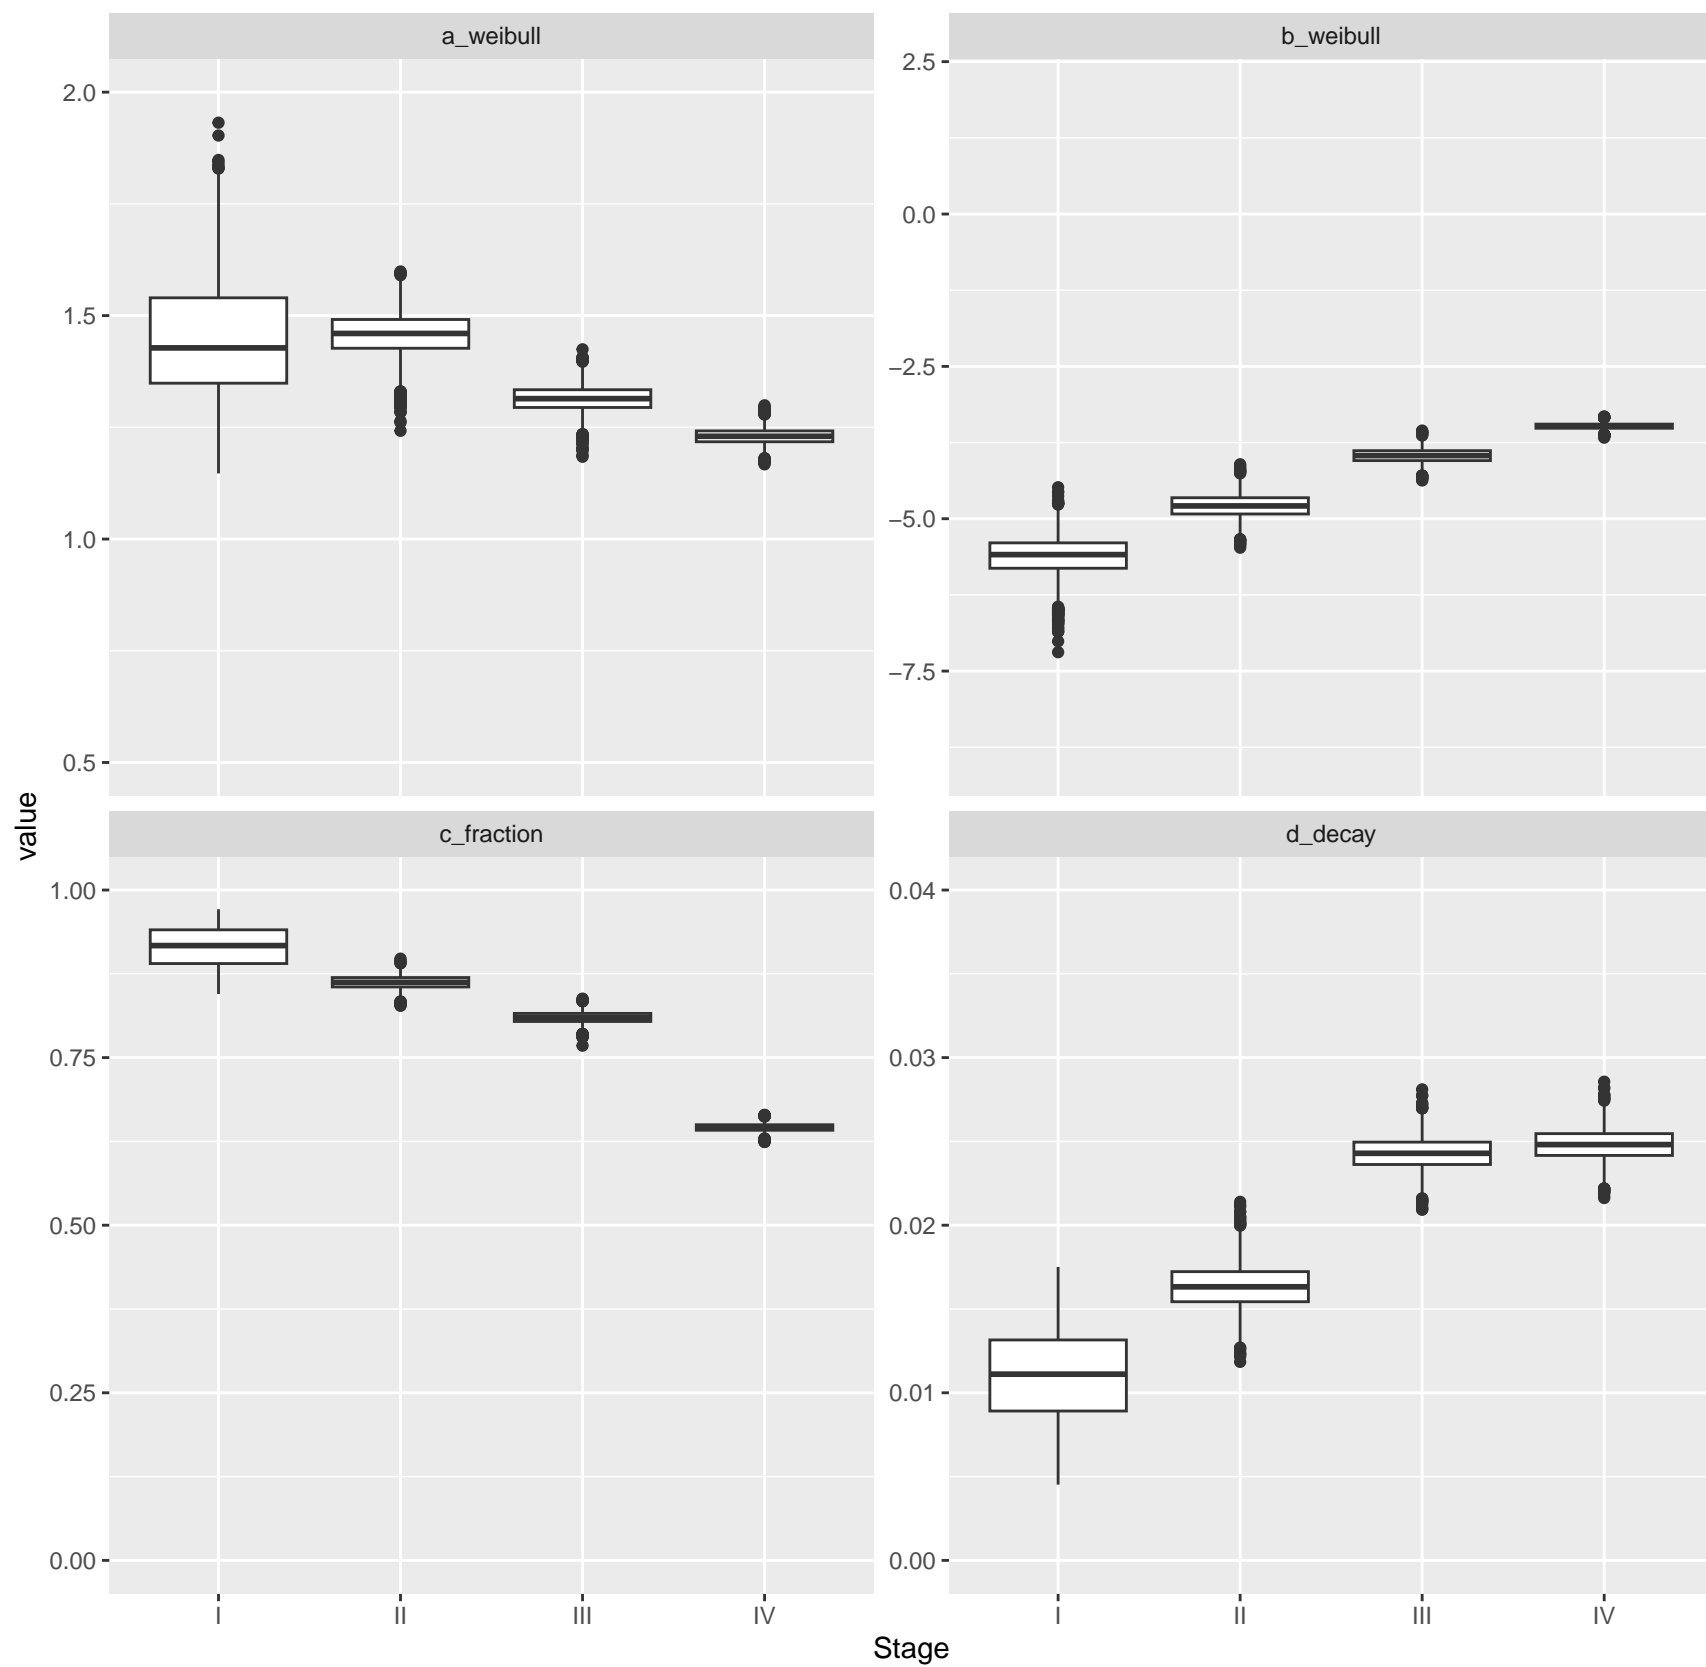 a_weibull
b_weibull
2.0
1.5
1.0
0.5
2.5
0.0
−2.5
−5.0
−7.5
value
c_fraction
d_decay
1.00
0.75
0.50
0.25
0.00
0.04
0.03
0.02
0.01
0.00
I II III IV
I II III IV
Stage